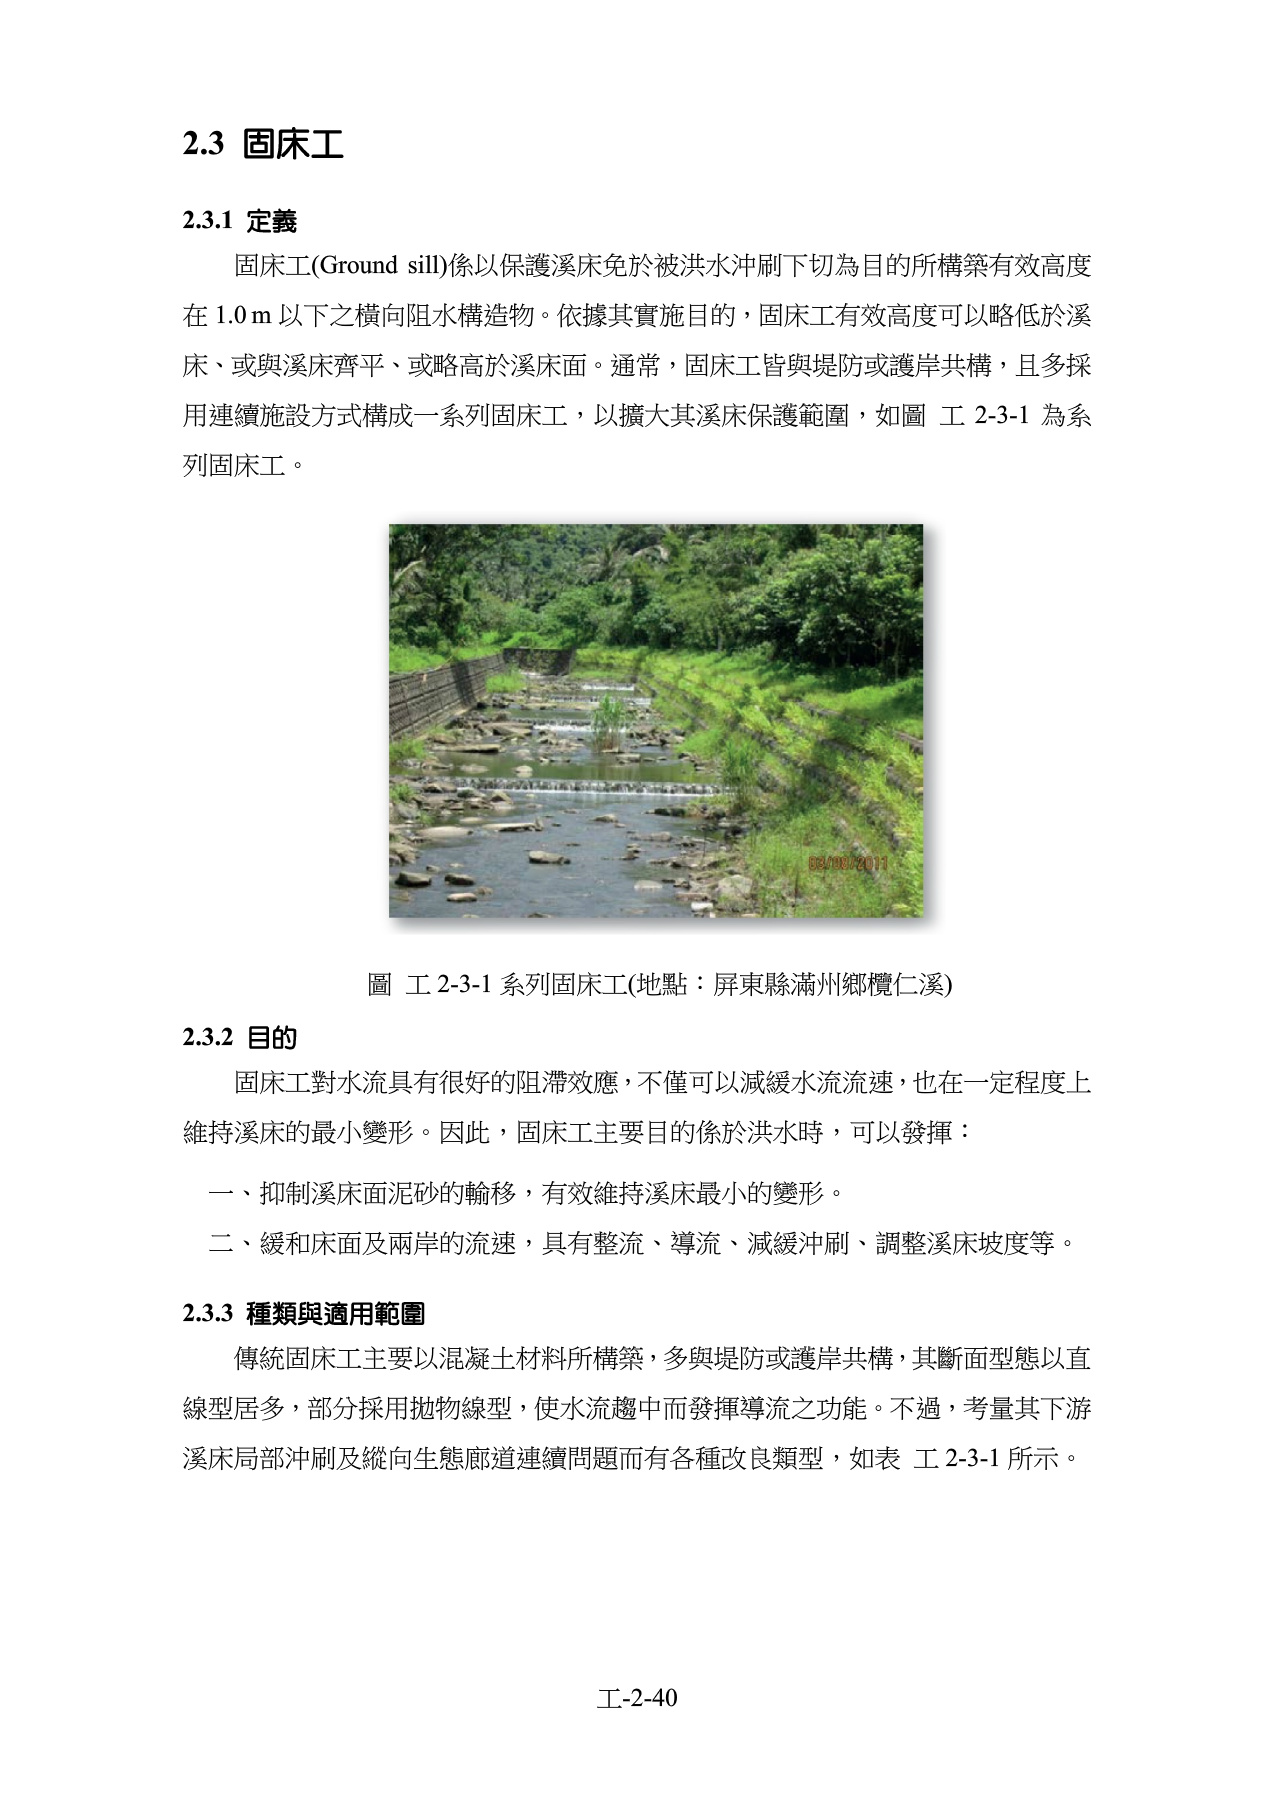 2.3 固床工
2.3.1 定義
固床工(Ground sill)係以保護溪床免於被洪水沖刷下切為目的所構築有效高度
在 1.0 m 以下之橫向阻水構造物。依據其實施目的，固床工有效高度可以略低於溪
床、或與溪床齊平、或略高於溪床面。通常，固床工皆與堤防或護岸共構，且多採
用連續施設方式構成一系列固床工，以擴大其溪床保護範圍，如圖 工 2-3-1 為系
列固床工。
圖 工 2-3-1 系列固床工(地點：屏東縣滿州鄉欖仁溪)
2.3.2 目的
固床工對水流具有很好的阻滯效應，不僅可以減緩水流流速，也在一定程度上
維持溪床的最小變形。因此，固床工主要目的係於洪水時，可以發揮：
一、抑制溪床面泥砂的輸移，有效維持溪床最小的變形。
二、緩和床面及兩岸的流速，具有整流、導流、減緩沖刷、調整溪床坡度等。
2.3.3 種類與適用範圍
傳統固床工主要以混凝土材料所構築，多與堤防或護岸共構，其斷面型態以直
線型居多，部分採用拋物線型，使水流趨中而發揮導流之功能。不過，考量其下游
溪床局部沖刷及縱向生態廊道連續問題而有各種改良類型，如表 工 2-3-1 所示。
工-2-40